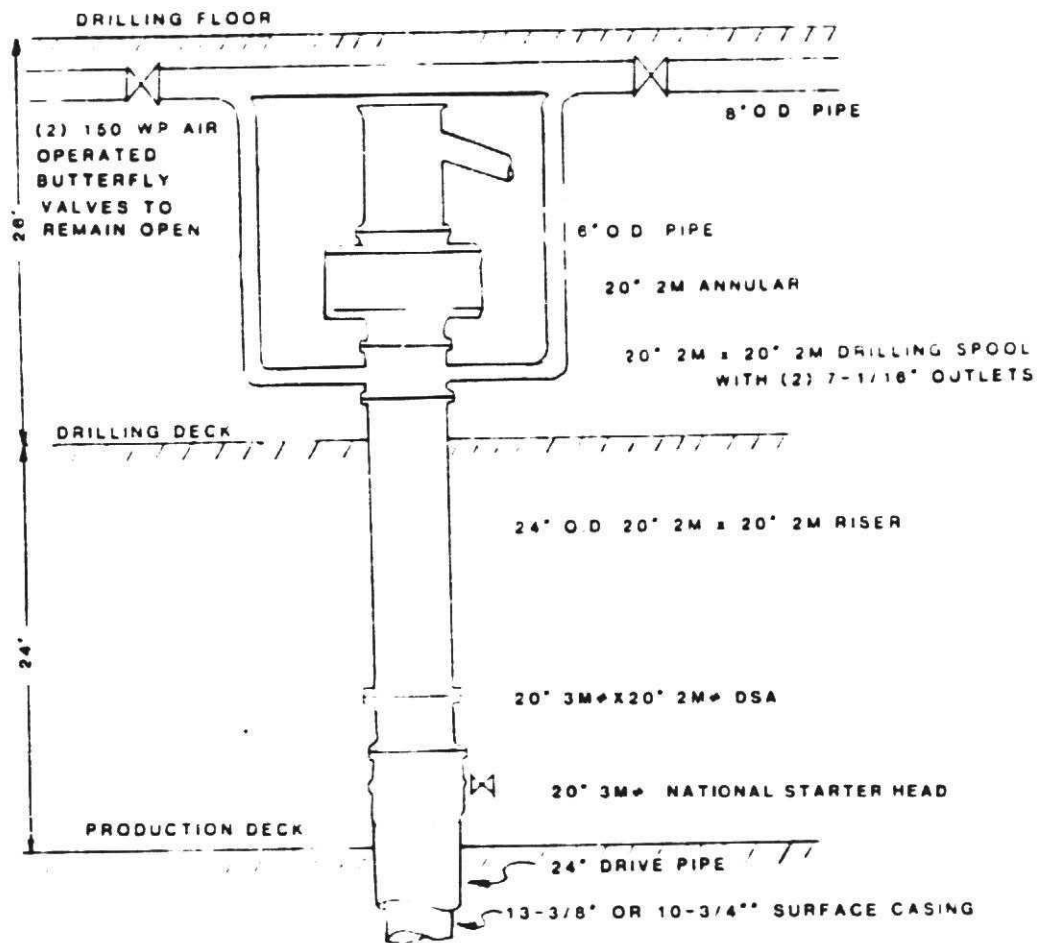 DRILLING FLOOR
(2) 150 WP AIR
OPERATED
BUTTERFLY
VALVES TO
REMAIN OPEN
8" O D PIPE
26'
6" O D PIPE
20" 2M ANNULAR
20" 2M x 20" 2M DRILLING SPOOL
WITH (2) 7-1/16" OUTLETS
DRILLING DECK
24" O.D 20" 2M x 20" 2M RISER
24'
20" 3M# X 20" 2M# DSA
20" 3M# NATIONAL STARTER HEAD
PRODUCTION DECK
24" DRIVE PIPE
13-3/8" OR 10-3/4"" SURFACE CASING